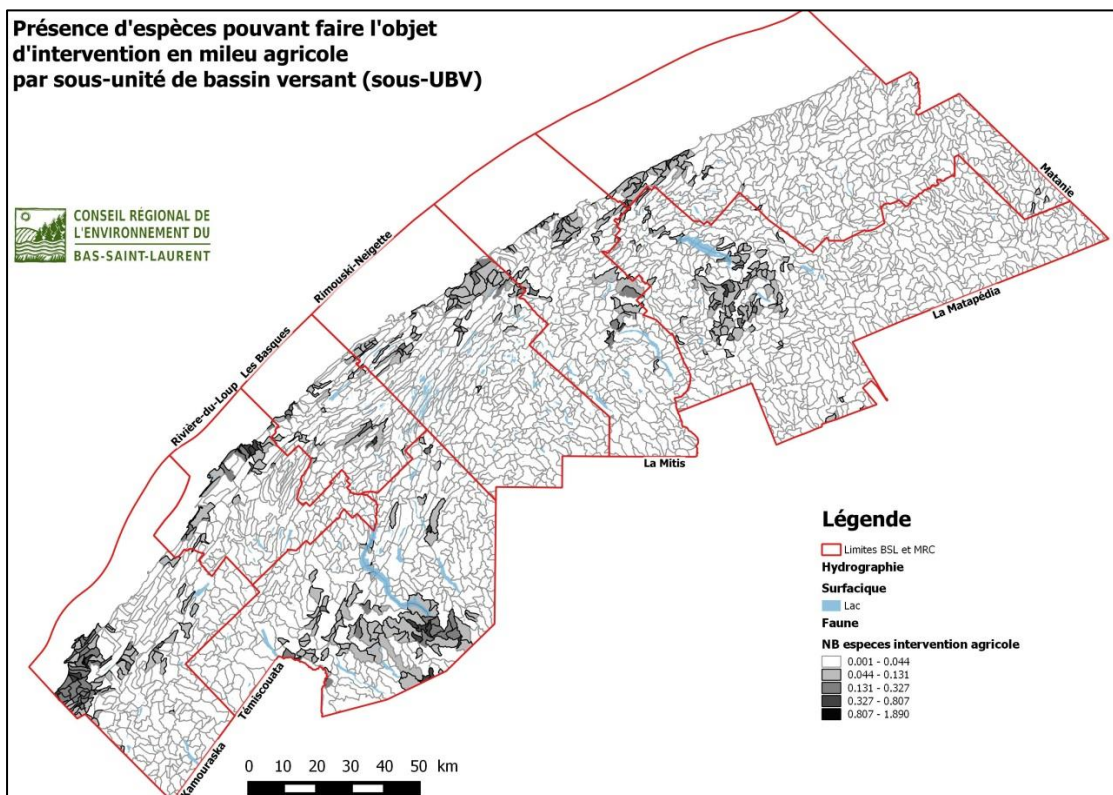 Présence d'espèces pouvant faire l'objet
d'intervention en mileu agricole
par sous-unité de bassin versant (sous-UBV)
CONSEIL RÉGIONAL DE
L'ENVIRONNEMENT DU
BAS-SAINT-LAURENT
Matanie
La Matapédia
Rimouski-Neigette
Les Basques
Rivière-du-Loup
La Mitis
Témiscouata
Kamouraska
Légende
Limites BSL et MRC
Hydrographie
Surfacique
Lac
Faune
NB especes intervention agricole
0.001 - 0.044
0.044 - 0.131
0.131 - 0.327
0.327 - 0.807
0.807 - 1.890
0 10 20 30 40 50 km